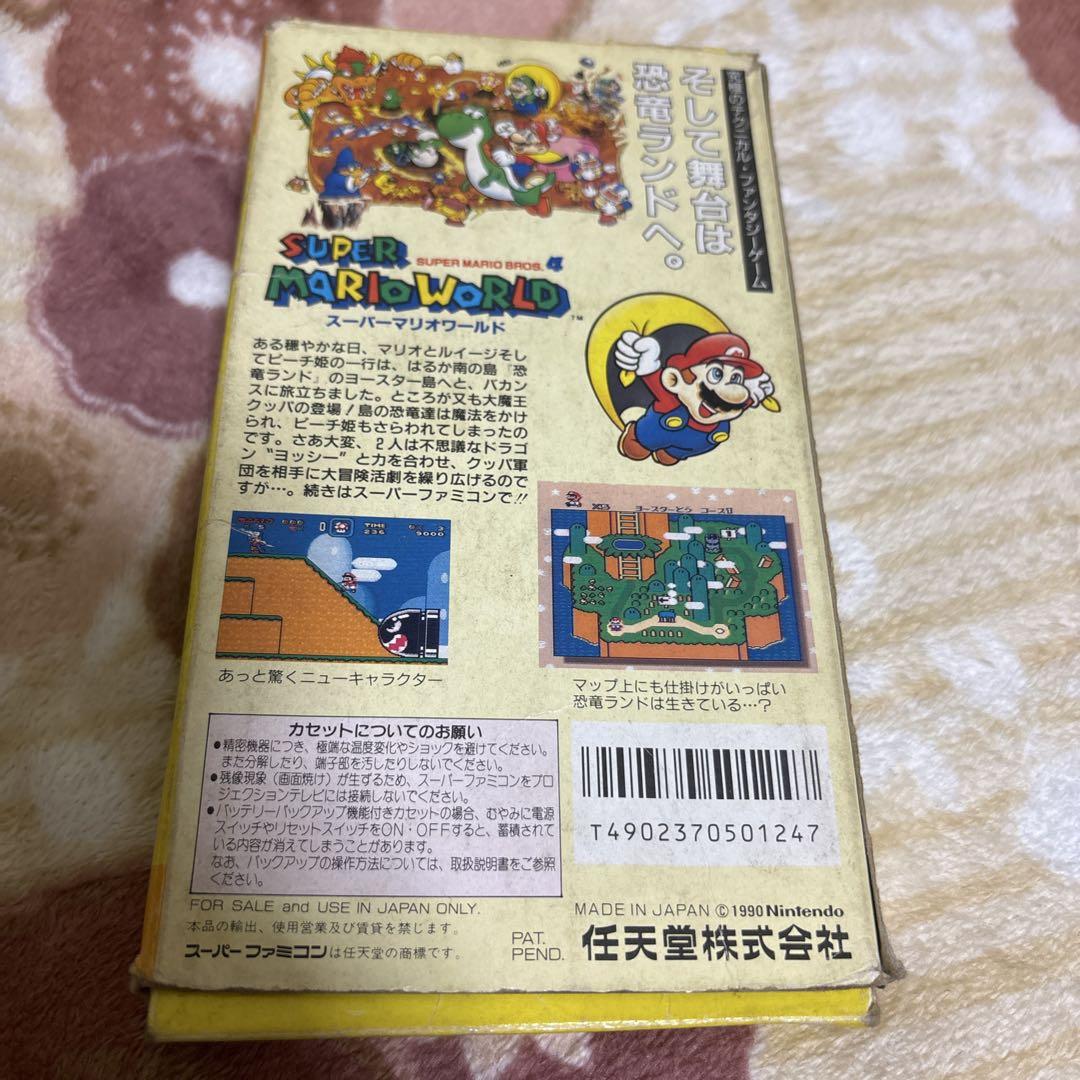 究極のテクニカル・ファンタジーゲーム
そして舞台は
恐竜ランドへ。
SUPER
SUPER MARIO BROS. 4
MARIO WORLD
TM
スーパーマリオワールド
ある穏やかな日、マリオとルイージそし
てピーチ姫の一行は、はるか南の島『恐
竜ランド』のヨースター島へと、バカン
スに旅立ちました。ところが又も大魔王
クッパの登場！島の恐竜達は魔法をかけ
られ、ピーチ姫もさらわれてしまったの
です。さあ大変、2人は不思議なドラゴ
ン“ヨッシー”と力を合わせ、クッパ軍
団を相手に大冒険活劇を繰り広げるので
すが…。続きはスーパーファミコンで!!
TIME
236
3
9000
ヨースターとう コース1
あっと驚くニューキャラクター
マップ上にも仕掛けがいっぱい
恐竜ランドは生きている…?
カセットについてのお願い
●精密機器につき、極端な温度変化やショックを避けてください。
また分解したり、端子部を汚したりしないでください。
●残像現象（画面焼け）が生ずるため、スーパーファミコンをプロ
ジェクションテレビには接続しないでください。
●バッテリーバックアップ機能付きカセットの場合、むやみに電源
スイッチやリセットスイッチをON・OFFすると、蓄積されて
いる内容が消えてしまうことがあります。
なお、バックアップの操作方法については、取扱説明書をご参照
ください。
T4902370501247
FOR SALE and USE IN JAPAN ONLY.
本品の輸出、使用営業及び賃貸を禁じます。
スーパーファミコンは任天堂の商標です。
PAT.
PEND.
MADE IN JAPAN © 1990 Nintendo
任天堂株式会社